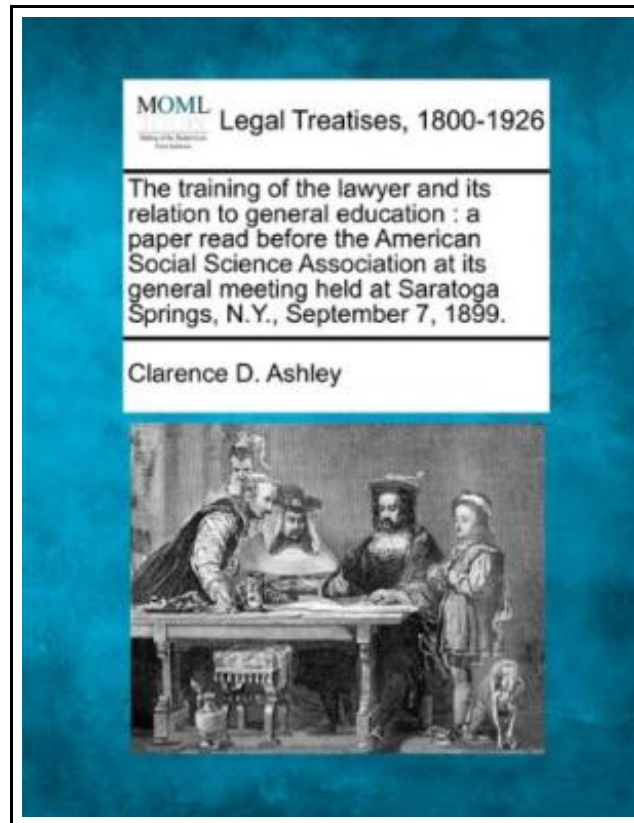 MOML
Legal Treatises, 1800-1926
The training of the lawyer and its
relation to general education : a
paper read before the American
Social Science Association at its
general meeting held at Saratoga
Springs, N.Y., September 7, 1899.
Clarence D. Ashley